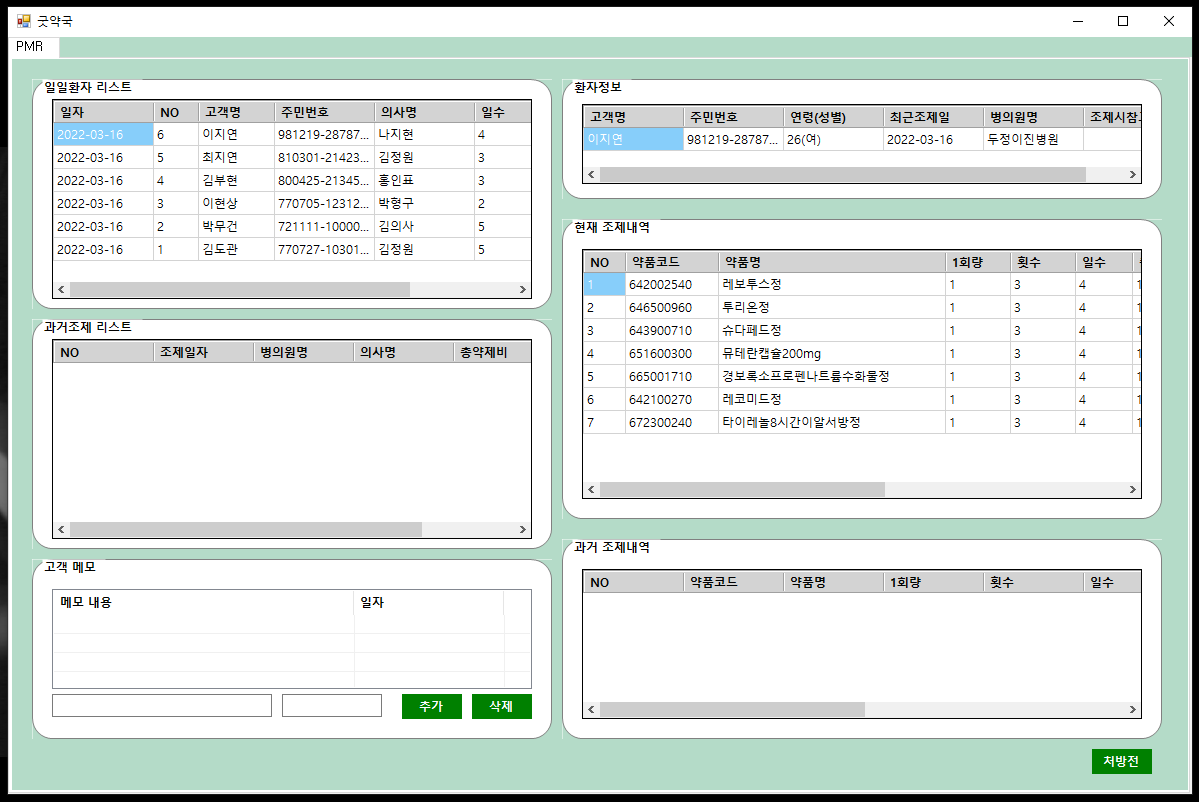 굿약국
PMR
일일환자 리스트
일자 NO 고객명 주민번호 의사명 일수
2022-03-16 6 이지연 981219-28787... 나지현 4
2022-03-16 5 최지연 810301-21423... 김정원 3
2022-03-16 4 김부현 800425-21345... 홍인표 3
2022-03-16 3 이현상 770705-12312... 박형구 2
2022-03-16 2 박무건 721111-10000... 김의사 5
2022-03-16 1 김도관 770727-10301... 김정원 5
과거조제 리스트
NO 조제일자 병의원명 의사명 총약제비
고객 메모
메모 내용 일자
추가 삭제
환자정보
고객명 주민번호 연령(성별) 최근조제일 병의원명 조제시참고
이지연 981219-28787... 26(여) 2022-03-16 두정이진병원
현재 조제내역
NO 약품코드 약품명 1회량 횟수 일수
1 642002540 레보투스정 1 3 4 1
2 646500960 투리온정 1 3 4 1
3 643900710 슈다페드정 1 3 4 1
4 651600300 뮤테란캡슐200mg 1 3 4 1
5 665001710 경보록소프로펜나트륨수화물정 1 3 4 1
6 642100270 레코미드정 1 3 4 1
7 672300240 타이레놀8시간이알서방정 1 3 4 1
과거 조제내역
NO 약품코드 약품명 1회량 횟수 일수
처방전